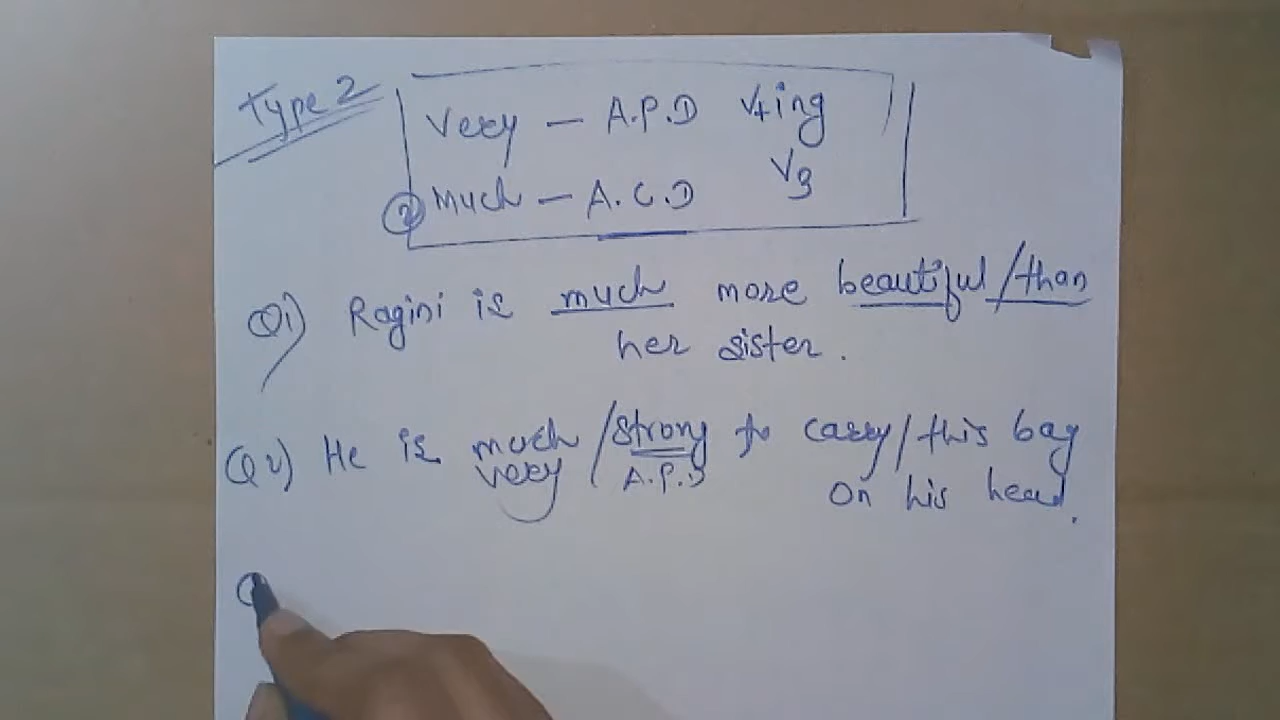 Type 2
Very - A.P.D V+ing
V3
② Much - A.C.D
Q1) Ragini is much more beautiful/than
her sister.
Q2) He is much/strong to carry/this bag
very A.P.D on his head.
Q